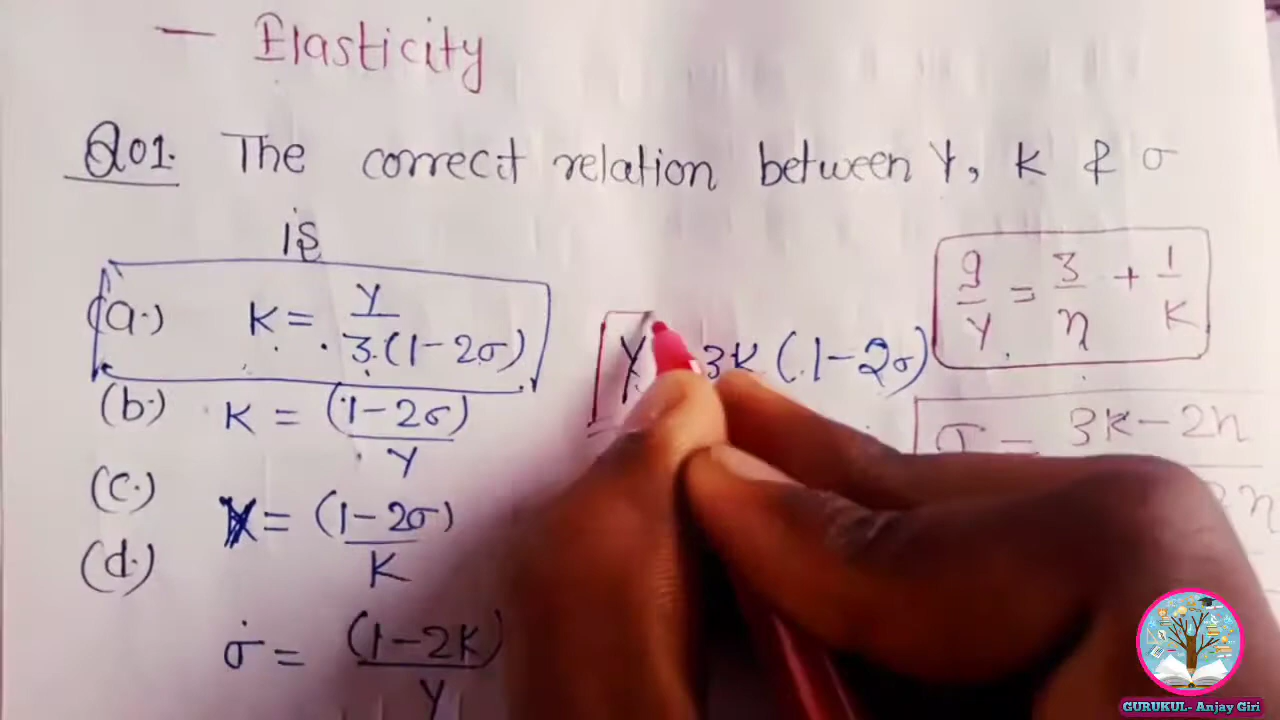 — Elasticity
Q01. The correct relation between Y, K & σ
is
(a.) K = Y / 3.(1-2σ)
Y 3K (1-2σ)
9/Y = 3/η + 1/K
(b.) K = (1-2σ) / Y
σ = 3K-2η
(c.) Y = (1-2σ) / K
(d.)
σ = (1-2K) / Y
GURUKUL- Anjay Giri